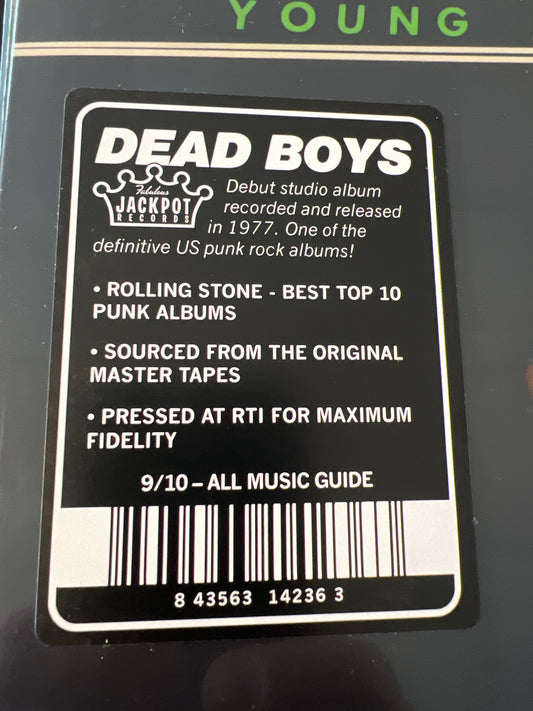 YOUNG
DEAD BOYS
Fabulous
JACKPOT
RECORDS
Debut studio album
recorded and released
in 1977. One of the
definitive US punk rock albums!
• ROLLING STONE - BEST TOP 10
PUNK ALBUMS
• SOURCED FROM THE ORIGINAL
MASTER TAPES
• PRESSED AT RTI FOR MAXIMUM
FIDELITY
9/10 – ALL MUSIC GUIDE
8 43563 14236 3